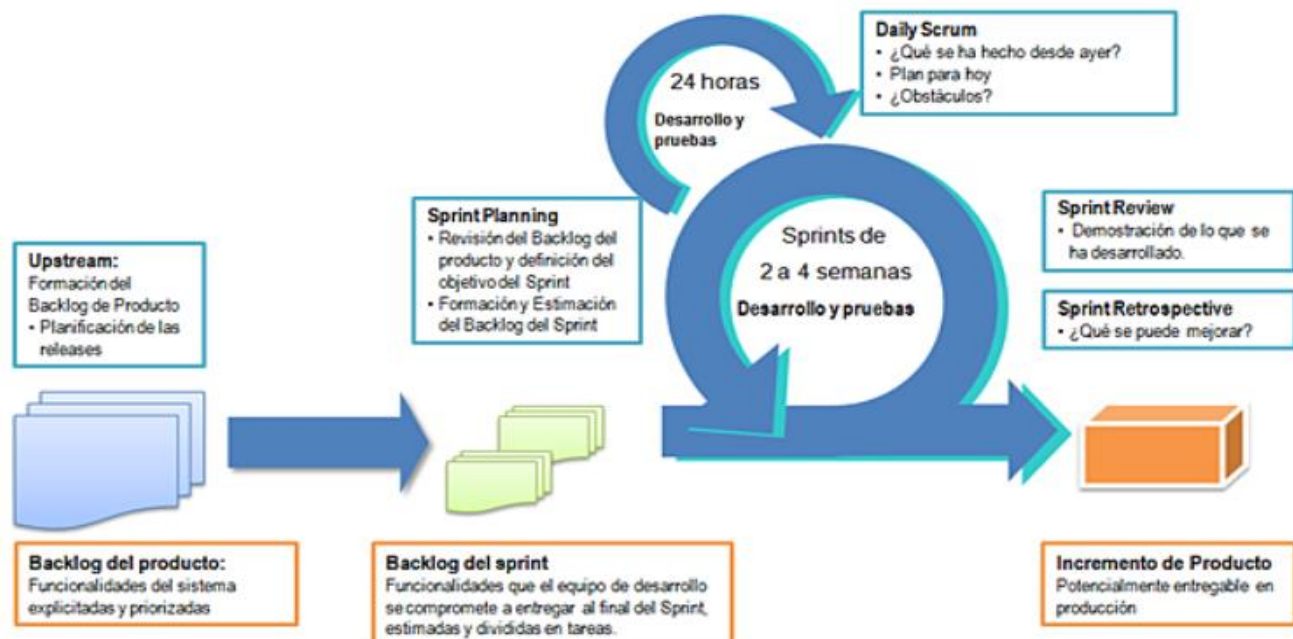 Daily Scrum
• ¿Qué se ha hecho desde ayer?
• Plan para hoy
• ¿Obstáculos?
24 horas
Desarrollo y
pruebas
Sprint Planning
• Revisión del Backlog del
producto y definición del
objetivo del Sprint
• Formación y Estimación
del Backlog del Sprint
Sprints de
2 a 4 semanas
Desarrollo y pruebas
Sprint Review
• Demostración de lo que se
ha desarrollado.
Sprint Retrospective
• ¿Qué se puede mejorar?
Upstream:
Formación del
Backlog de Producto
• Planificación de las
releases
Backlog del producto:
Funcionalidades del sistema
explicitadas y priorizadas
Backlog del sprint
Funcionalidades que el equipo de desarrollo
se compromete a entregar al final del Sprint,
estimadas y divididas en tareas.
Incremento de Producto
Potencialmente entregable en
producción